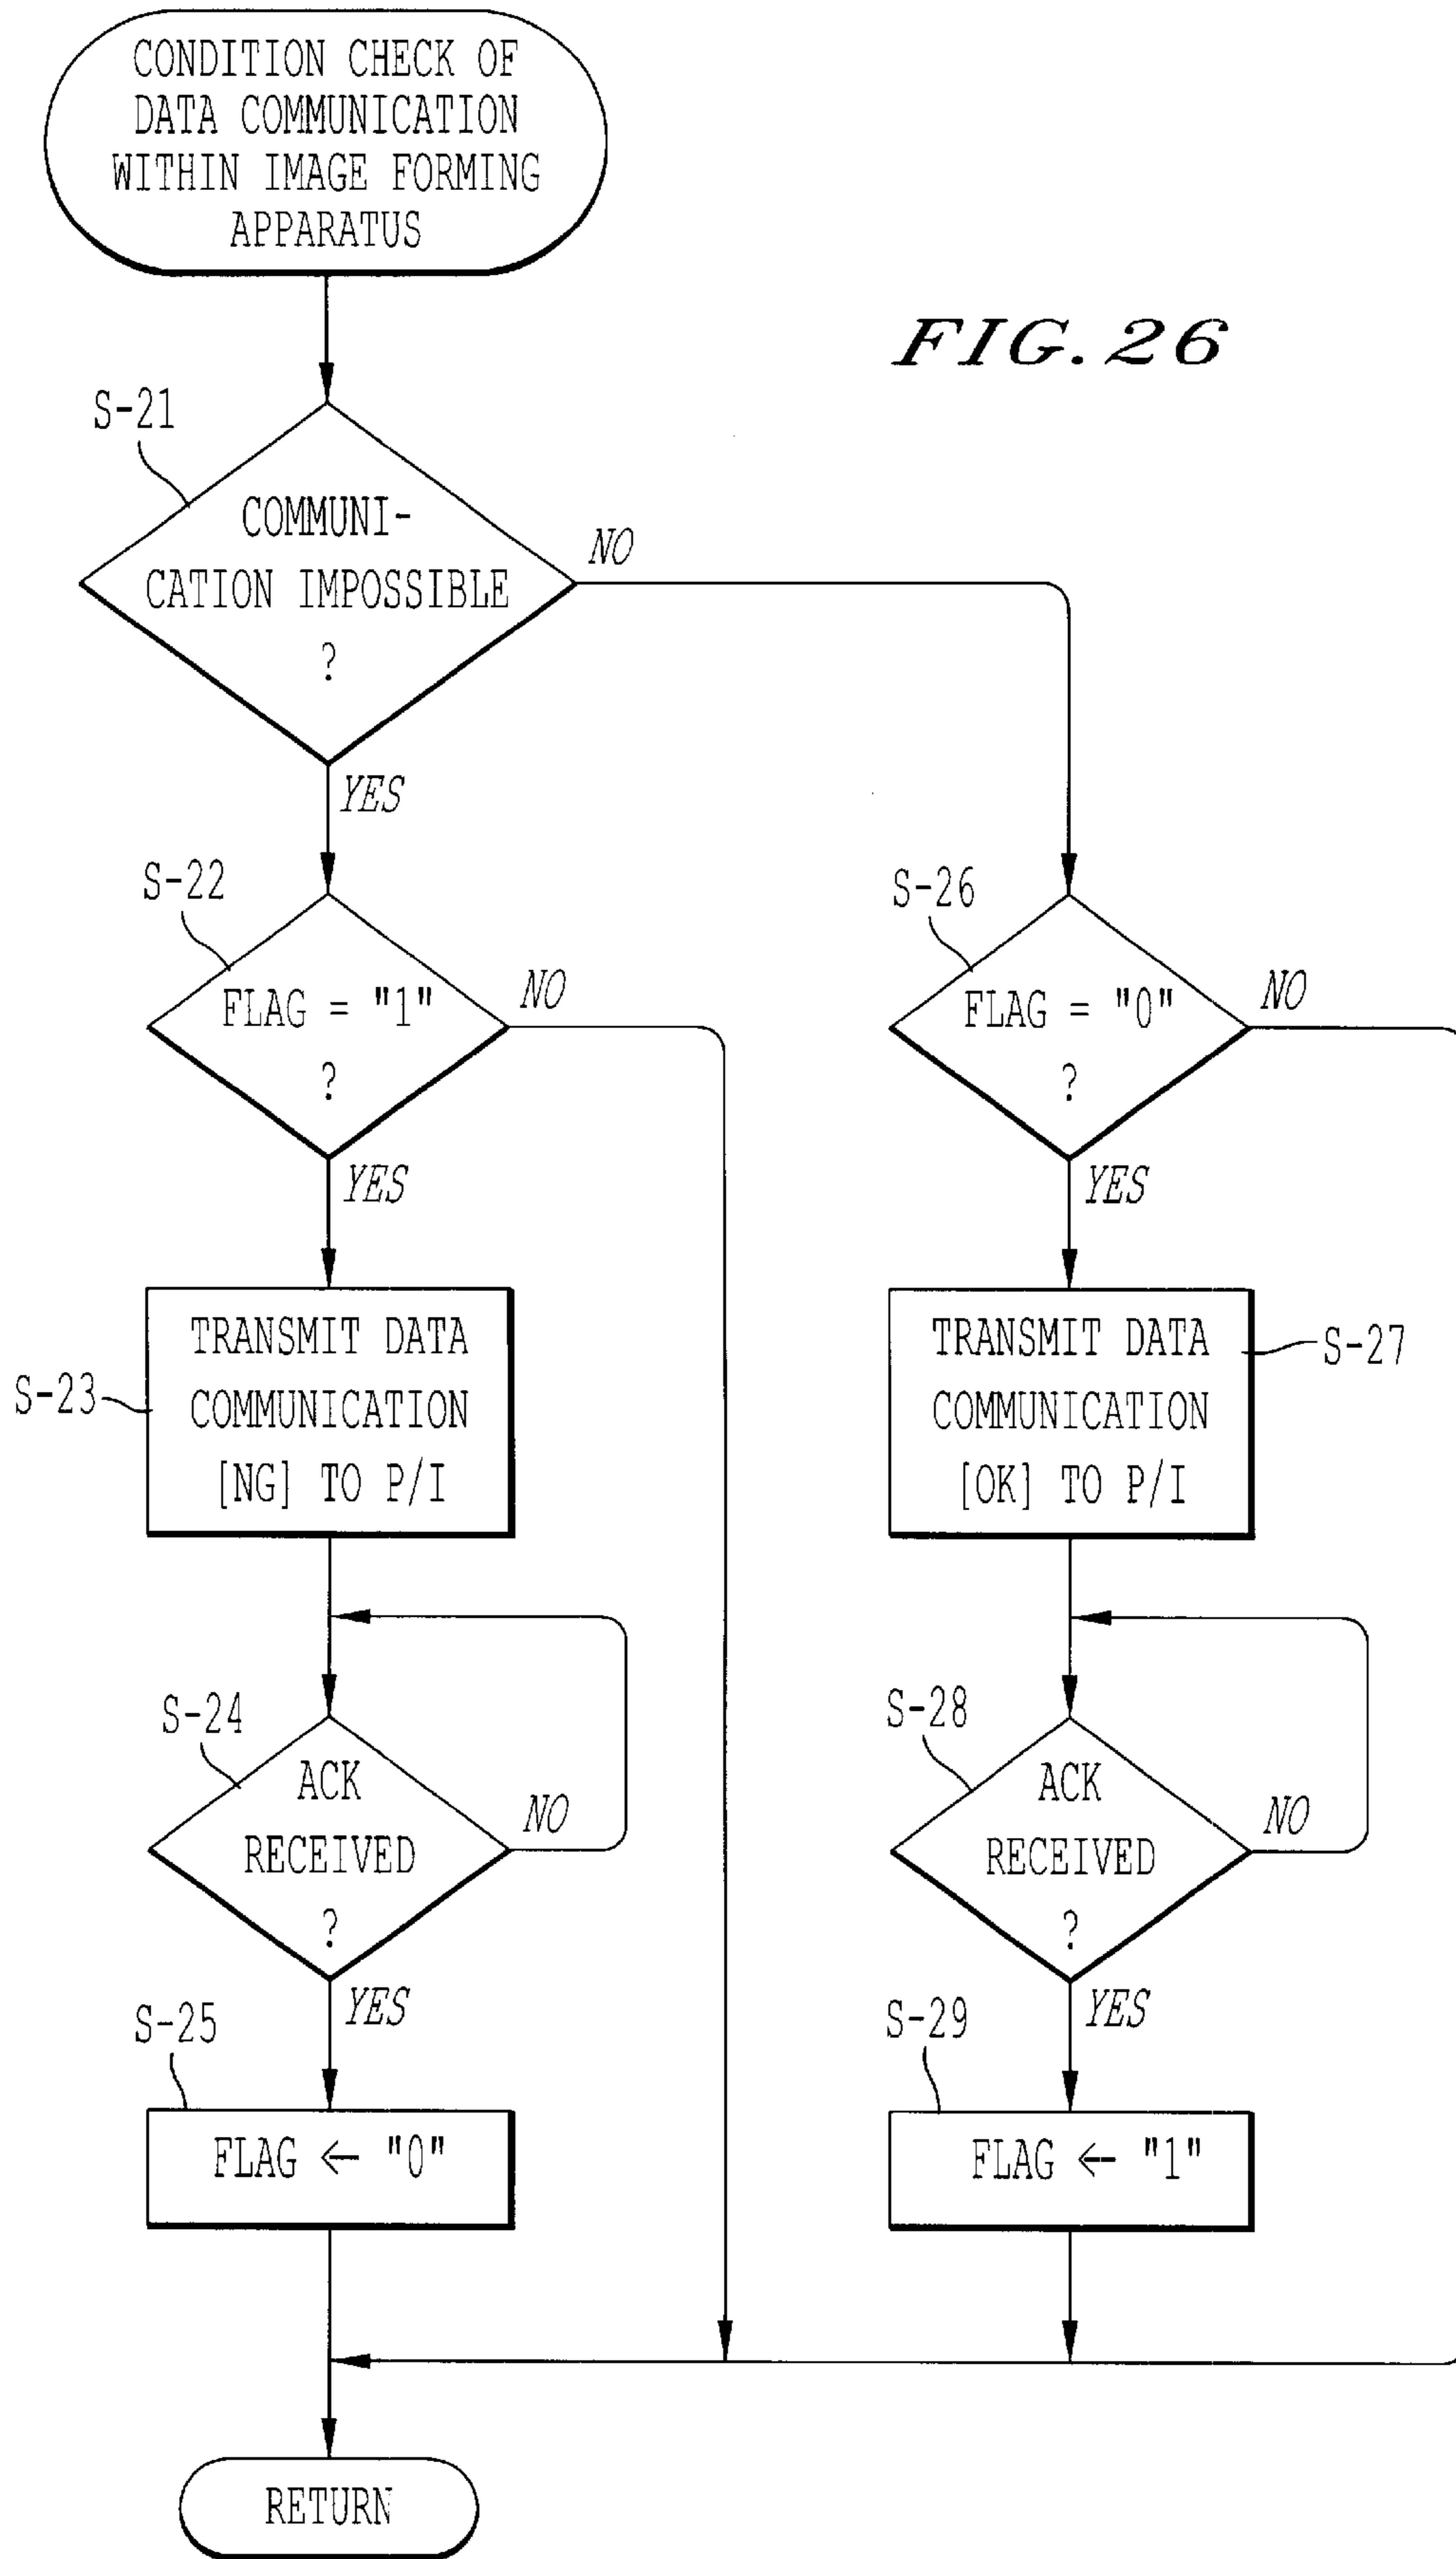 CONDITION CHECK OF
DATA COMMUNICATION
WITHIN IMAGE FORMING
APPARATUS
FIG. 26
S-21
COMMUNI-
CATION IMPOSSIBLE
?
NO
YES
S-22
FLAG = "1"
?
NO
YES
S-23
TRANSMIT DATA
COMMUNICATION
[NG] TO P/I
S-24
ACK
RECEIVED
?
NO
YES
S-25
FLAG ← "0"
S-26
FLAG = "0"
?
NO
YES
S-27
TRANSMIT DATA
COMMUNICATION
[OK] TO P/I
S-28
ACK
RECEIVED
?
NO
YES
S-29
FLAG ← "1"
RETURN